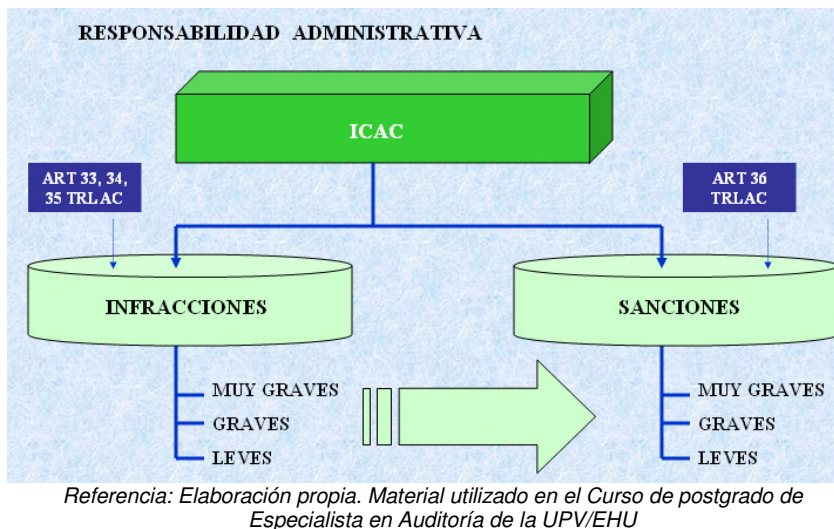 RESPONSABILIDAD ADMINISTRATIVA
ICAC
ART 33, 34,
35 TRLAC
ART 36
TRLAC
INFRACCIONES
SANCIONES
MUY GRAVES
GRAVES
LEVES
MUY GRAVES
GRAVES
LEVES
Referencia: Elaboración propia. Material utilizado en el Curso de postgrado de
Especialista en Auditoría de la UPV/EHU